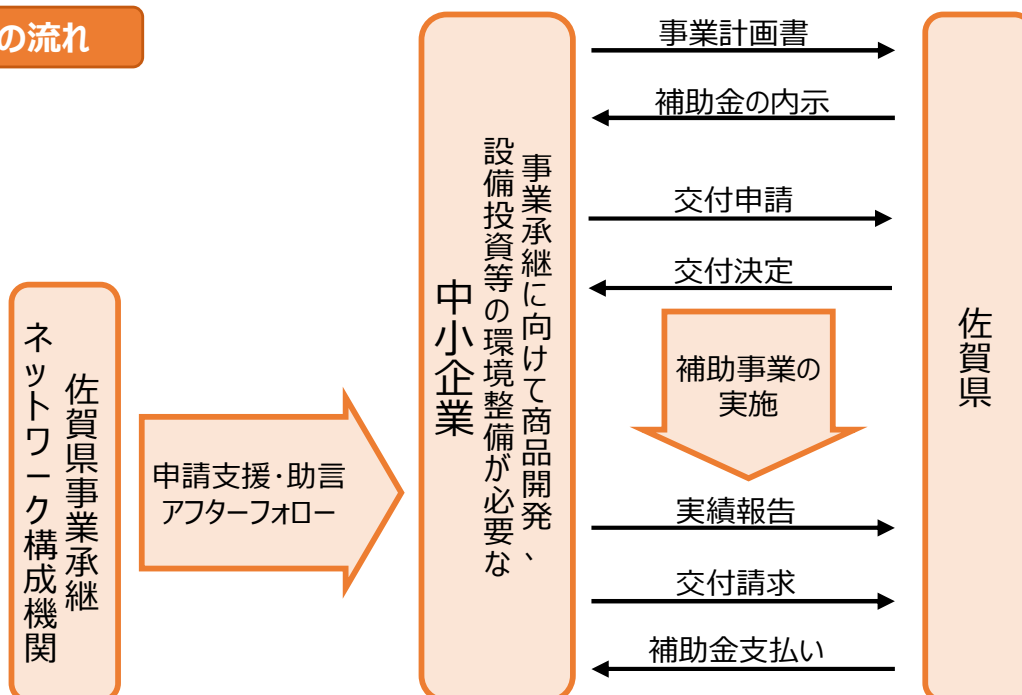 の流れ
佐賀県事業承継
ネットワーク構成機関
申請支援・助言
アフターフォロー
事業承継に向けて商品開発、
設備投資等の環境整備が必要な
中小企業
事業計画書
補助金の内示
交付申請
交付決定
補助事業の
実施
実績報告
交付請求
補助金支払い
佐賀県